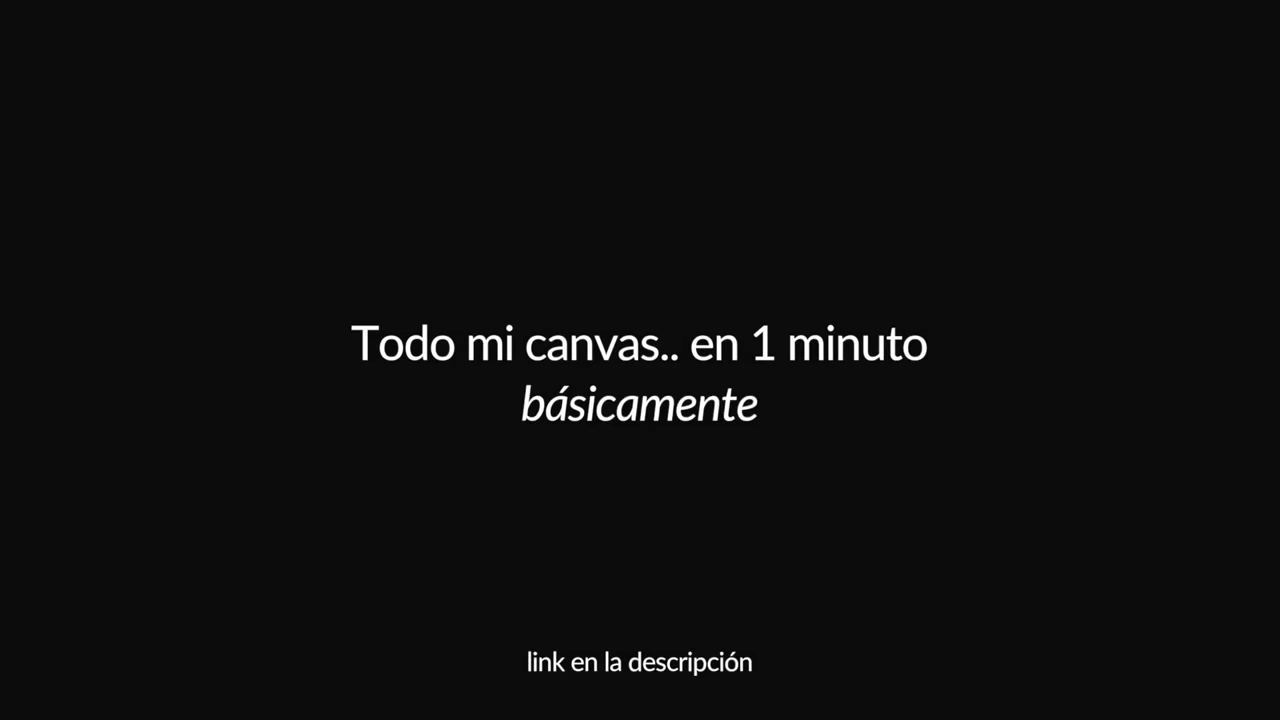 Todo mi canvas.. en 1 minuto
básicamente
link en la descripción